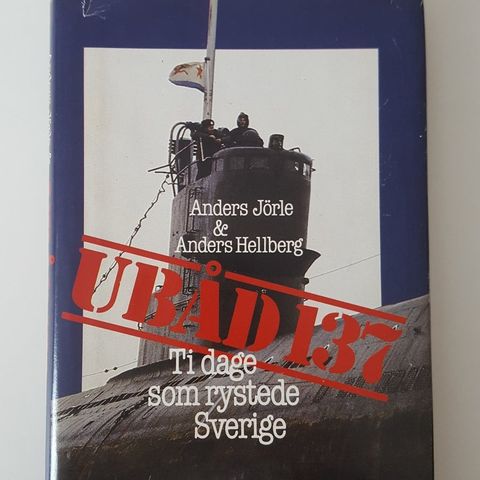 Anders Jörle
&
Anders Hellberg
UBÅD 137
Ti dage
som rystede
Sverige